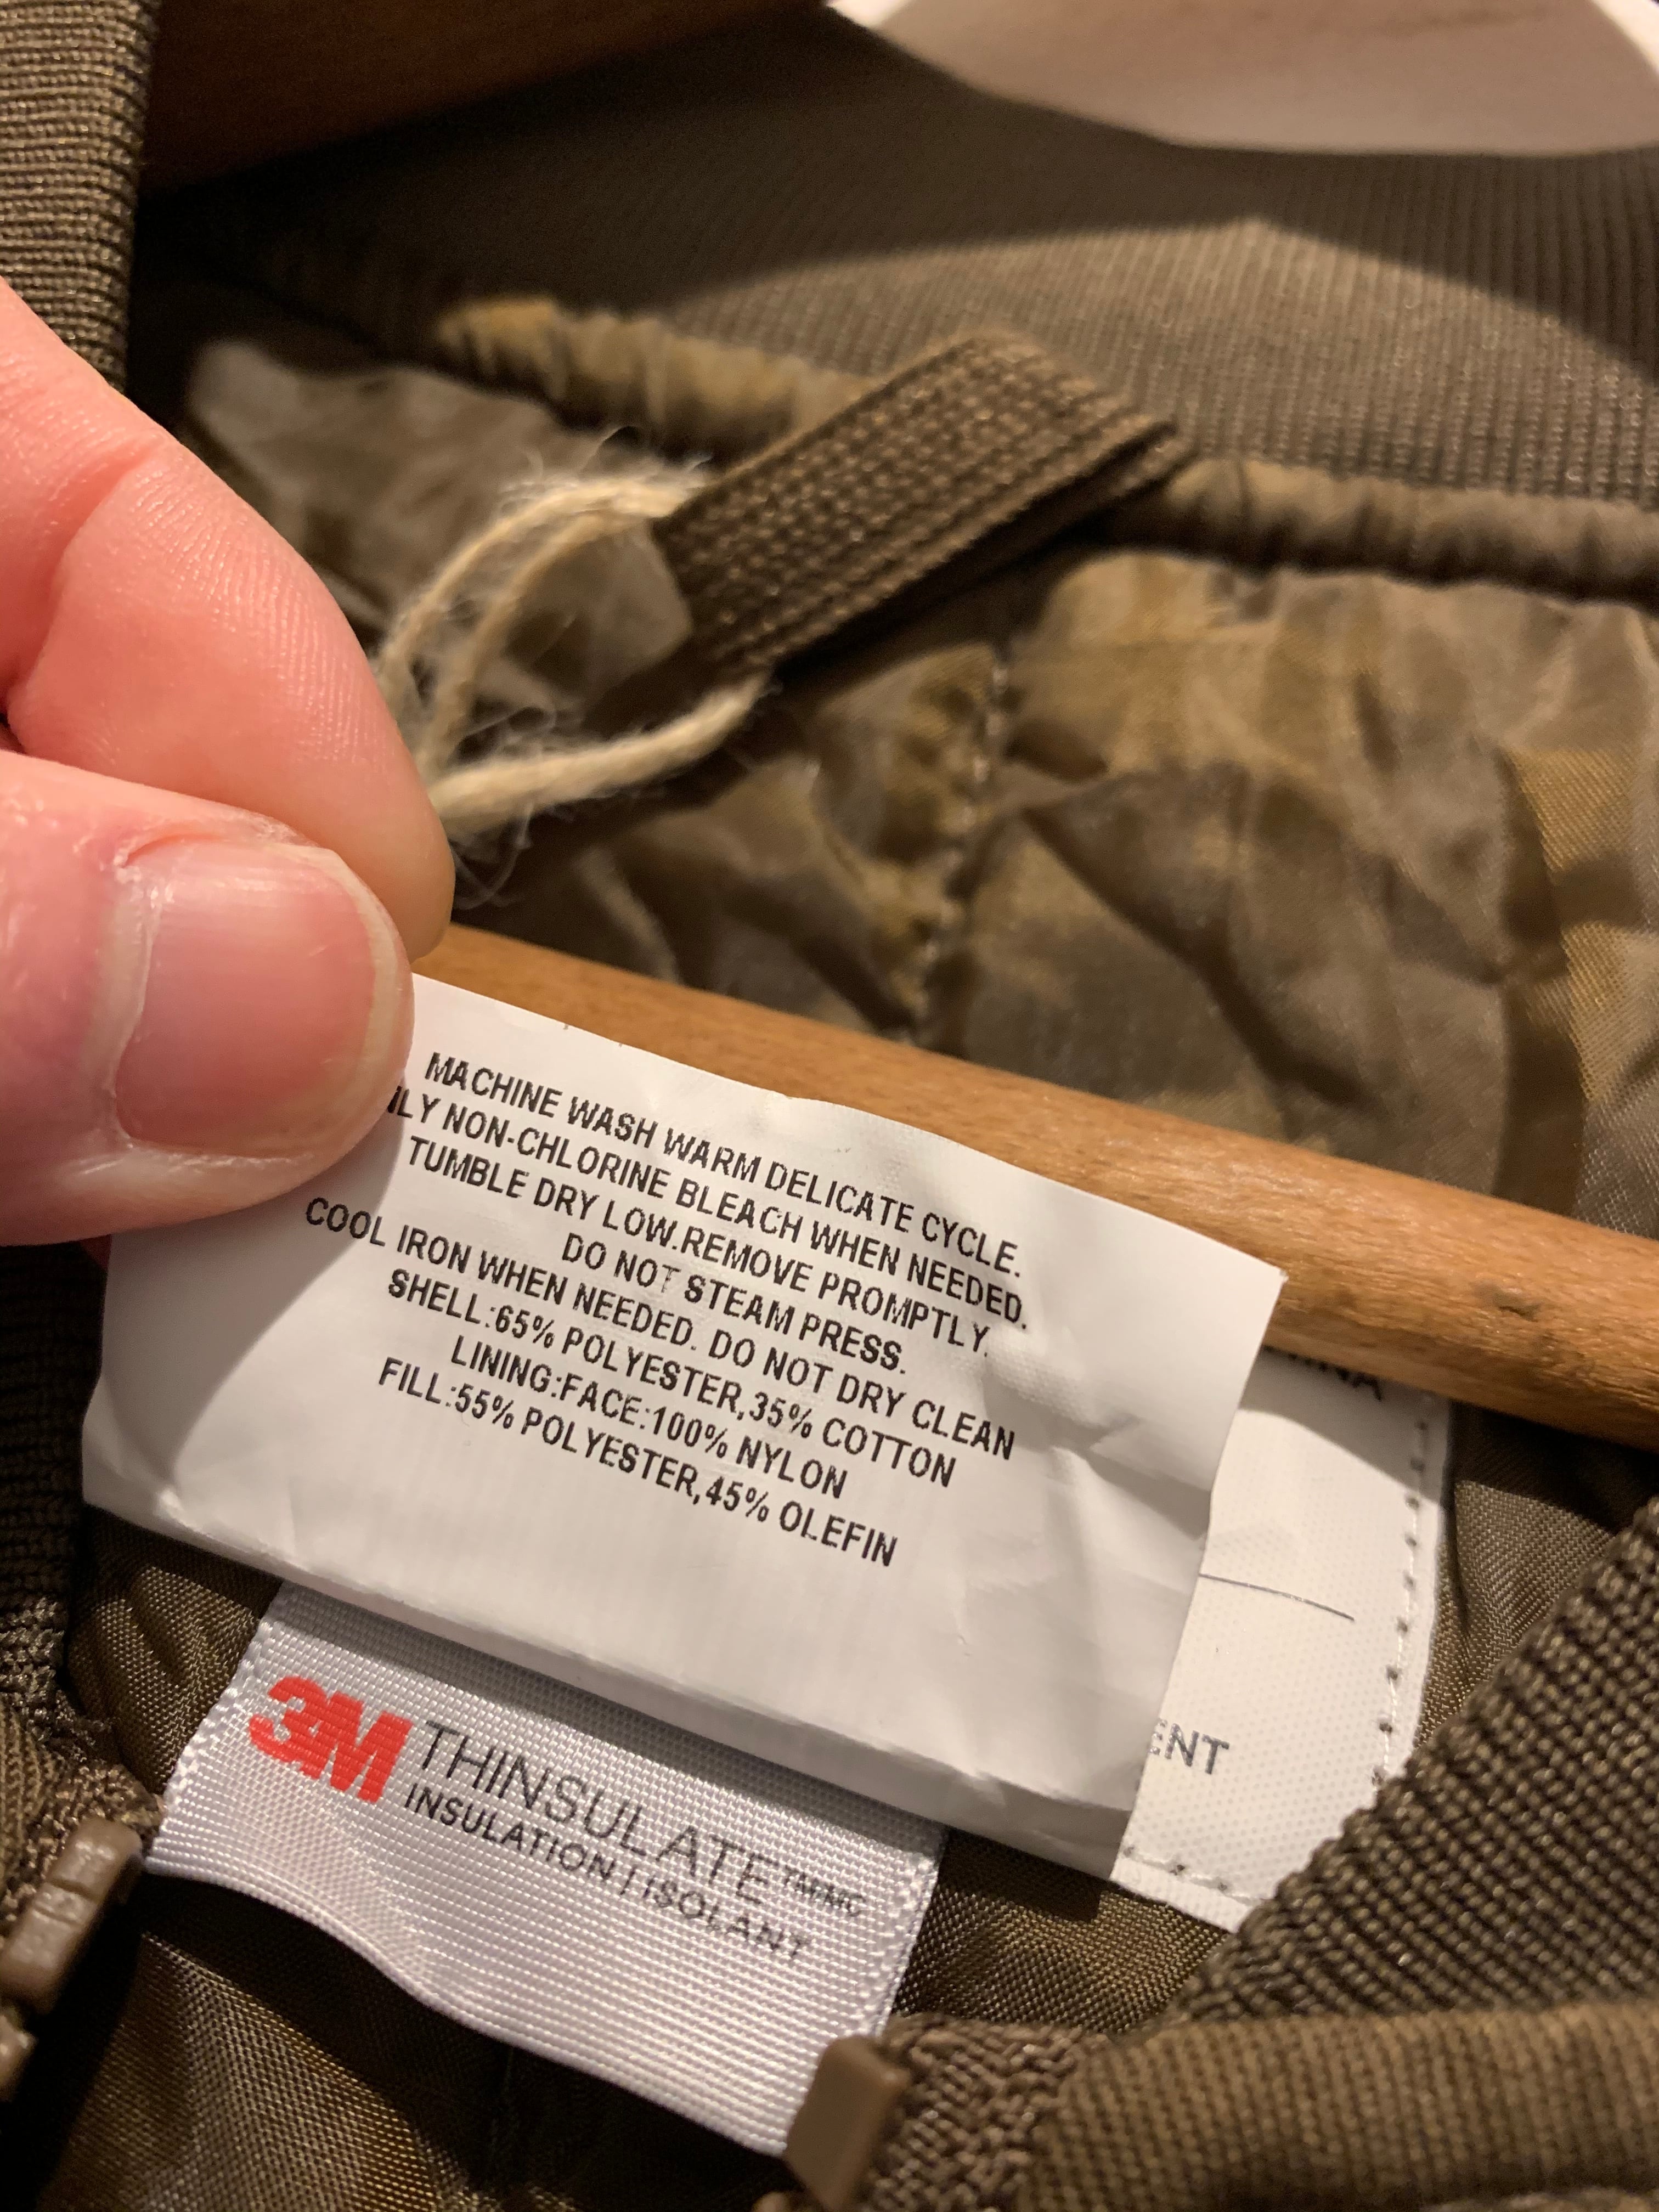 MACHINE WASH WARM DELICATE CYCLE.
NON-CHLORINE BLEACH WHEN NEEDED.
TUMBLE DRY LOW.REMOVE PROMPTLY.
DO NOT STEAM PRESS.
COOL IRON WHEN NEEDED. DO NOT DRY CLEAN
SHELL:65% POLYESTER,35% COTTON
LINING:FACE:100% NYLON
FILL:55% POLYESTER,45% OLEFIN
3M THINSULATE™MC
INSULATION | ISOLANT